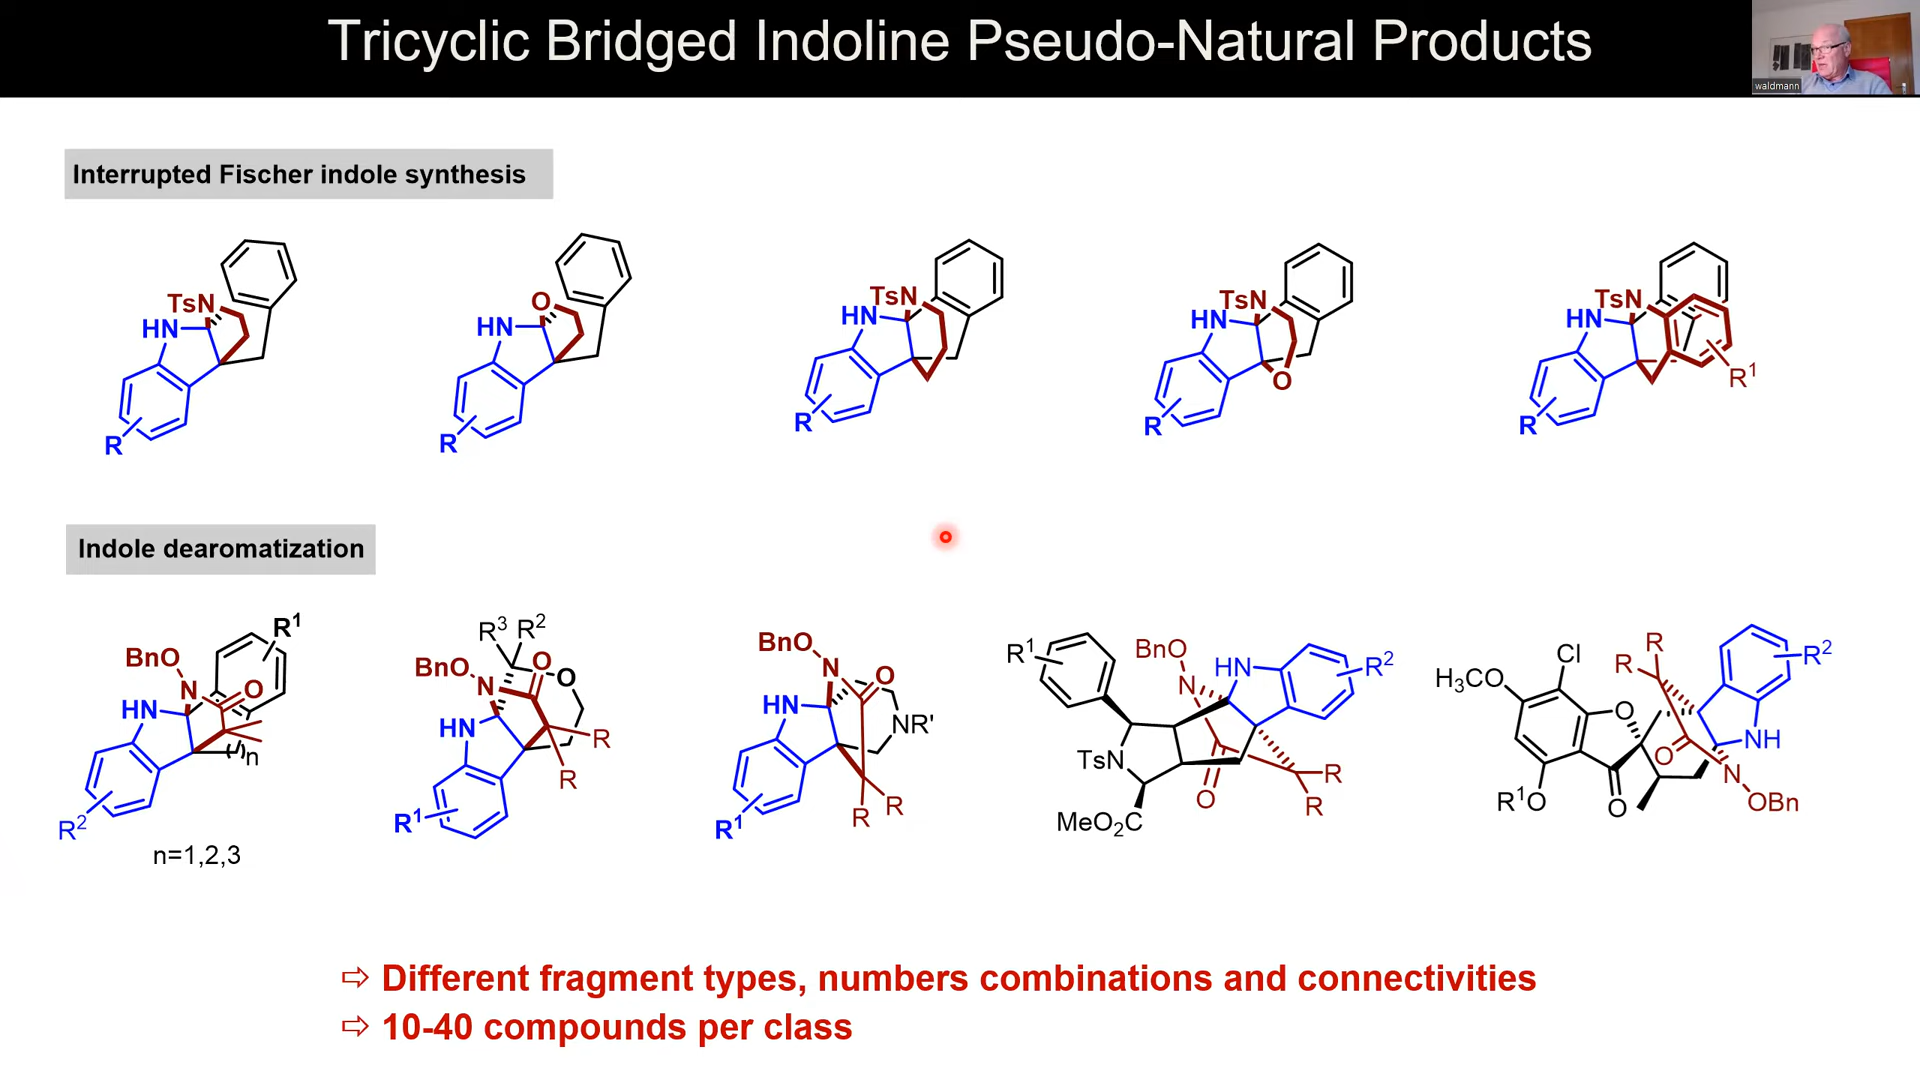 Tricyclic Bridged Indoline Pseudo-Natural Products
waldmann
Interrupted Fischer indole synthesis
TsN
HN
R
O
HN
R
TsN
HN
R
TsN
HN
O
R
TsN
HN
R
R¹
Indole dearomatization
R¹
BnO
N
O
HN
( )n
R²
n=1,2,3
R³ R²
BnO
O
O
N
HN
R
R
R¹
BnO
N
O
HN
NR'
R
R
R¹
R¹
BnO
HN
R²
N
TsN
O
R
R
MeO₂C
Cl
R
R
R²
H₃CO
O
O
NH
N
R¹O
O
OBn
⇨ Different fragment types, numbers combinations and connectivities
⇨ 10-40 compounds per class